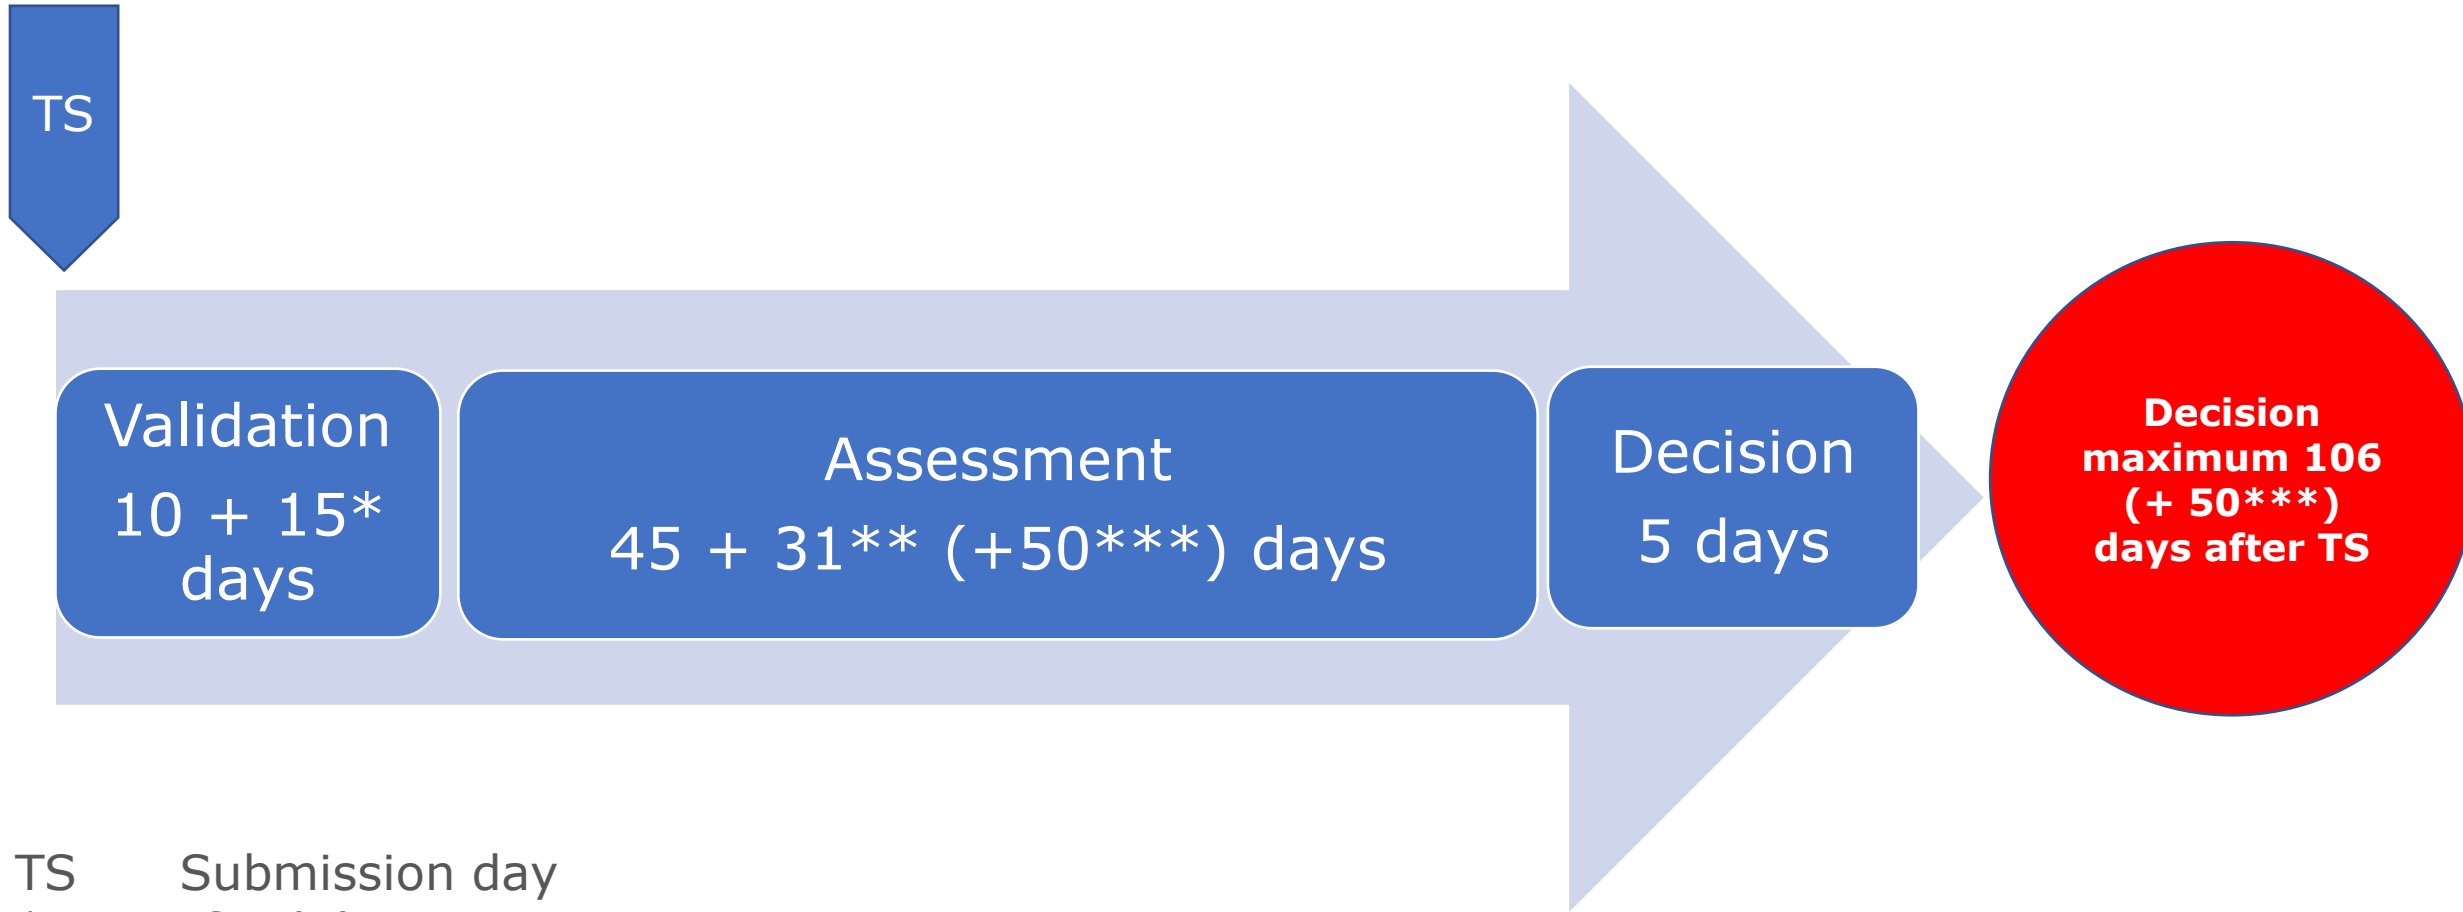 TS
Validation
10 + 15*
days
Assessment
45 + 31** (+50***) days
Decision
5 days
Decision
maximum 106
(+ 50***)
days after TS
TS Submission day